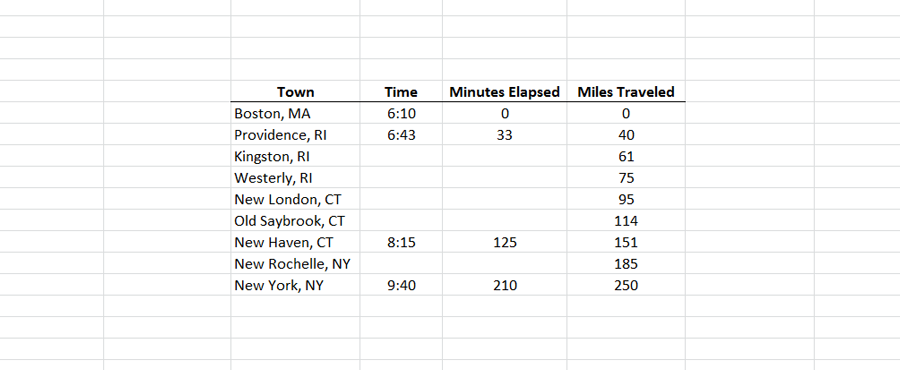 Town Time Minutes Elapsed Miles Traveled
Boston, MA 6:10 0 0
Providence, RI 6:43 33 40
Kingston, RI 61
Westerly, RI 75
New London, CT 95
Old Saybrook, CT 114
New Haven, CT 8:15 125 151
New Rochelle, NY 185
New York, NY 9:40 210 250